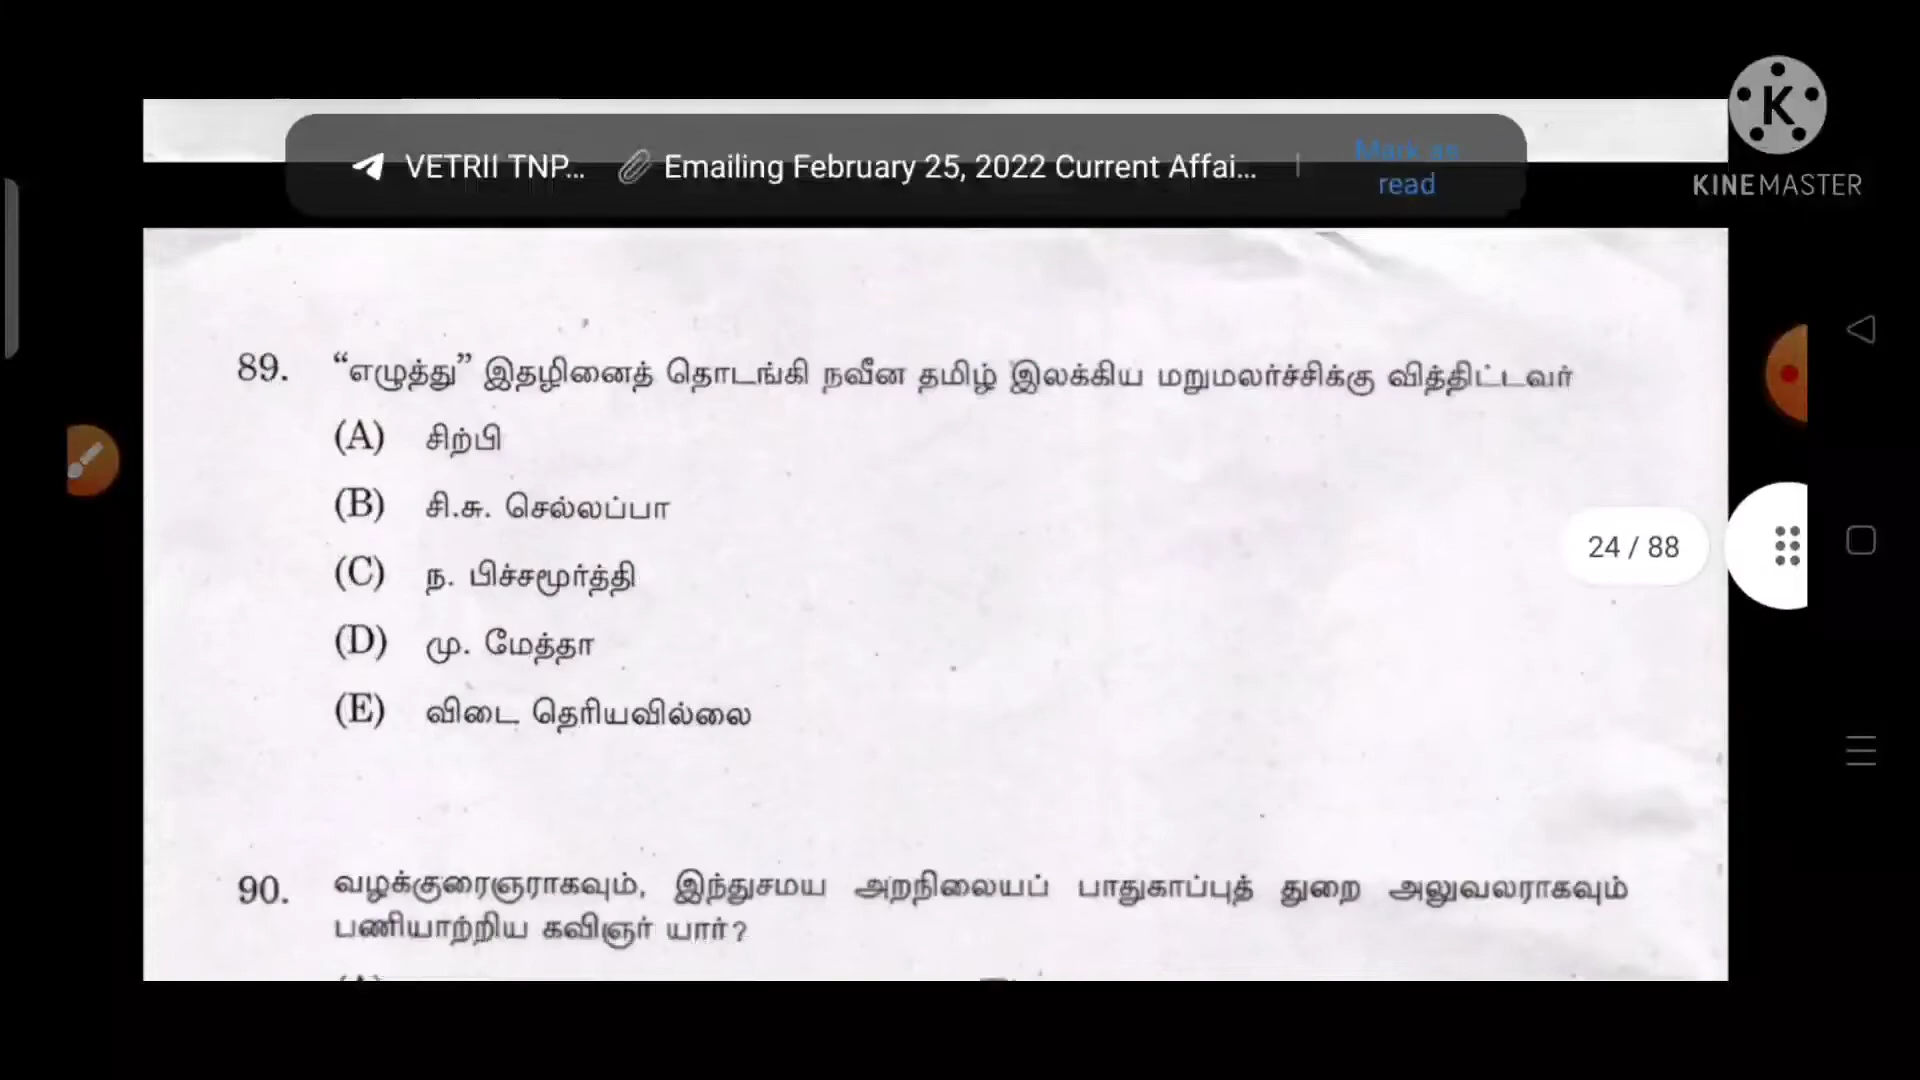 VETRII TNP... Emailing February 25, 2022 Current Affai... Mark as read
K
KINEMASTER
89. “எழுத்து” இதழினைத் தொடங்கி நவீன தமிழ் இலக்கிய மறுமலர்ச்சிக்கு வித்திட்டவர்
(A) சிற்பி
(B) சி.சு. செல்லப்பா
(C) ந. பிச்சமூர்த்தி
(D) மு. மேத்தா
(E) விடை தெரியவில்லை
24 / 88
90. வழக்குரைஞராகவும், இந்துசமய அறநிலையப் பாதுகாப்புத் துறை அலுவலராகவும்
பணியாற்றிய கவிஞர் யார்?